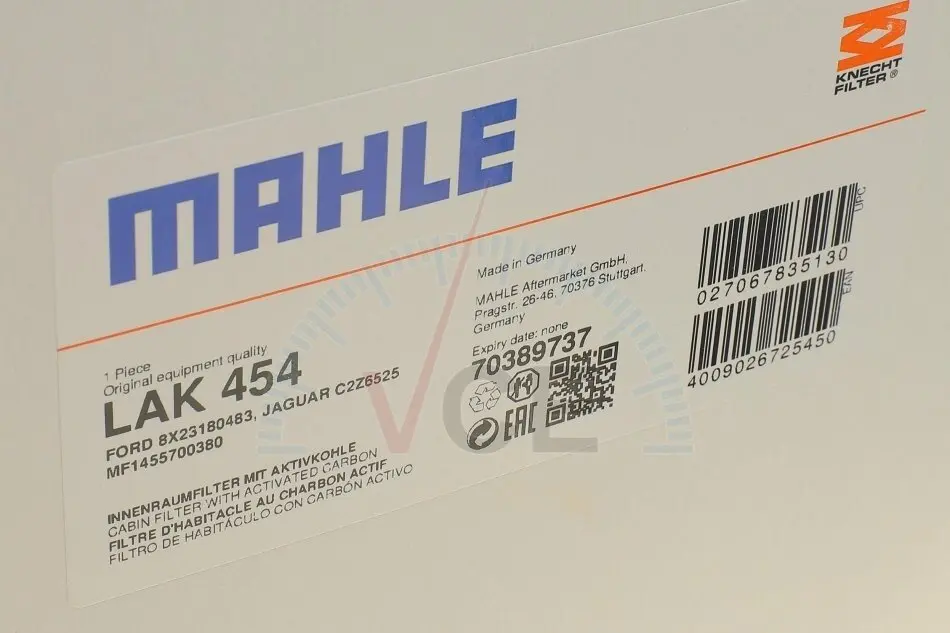 KNECHT
FILTER®
MAHLE
1 Piece
Original equipment quality
LAK 454
FORD 8X23180483, JAGUAR C2Z6525
MF1455700380
INNENRAUMFILTER MIT AKTIVKOHLE
CABIN FILTER WITH ACTIVATED CARBON
FILTRE D'HABITACLE AU CHARBON ACTIF
FILTRO DE HABITÁCULO CON CARBÓN ACTIVO
Made in Germany
MAHLE Aftermarket GmbH,
Pragstr. 26-46, 70376 Stuttgart,
Germany
Expiry date: none
70389737
EAC
VOL
UPC
027067835130
EAN
4009026725450